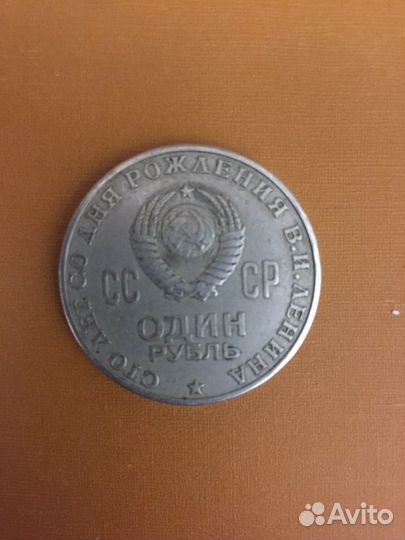 СТО ЛЕТ СО ДНЯ РОЖДЕНИЯ В.И.ЛЕНИНА
СС СР
ОДИН
РУБЛЬ
Avito